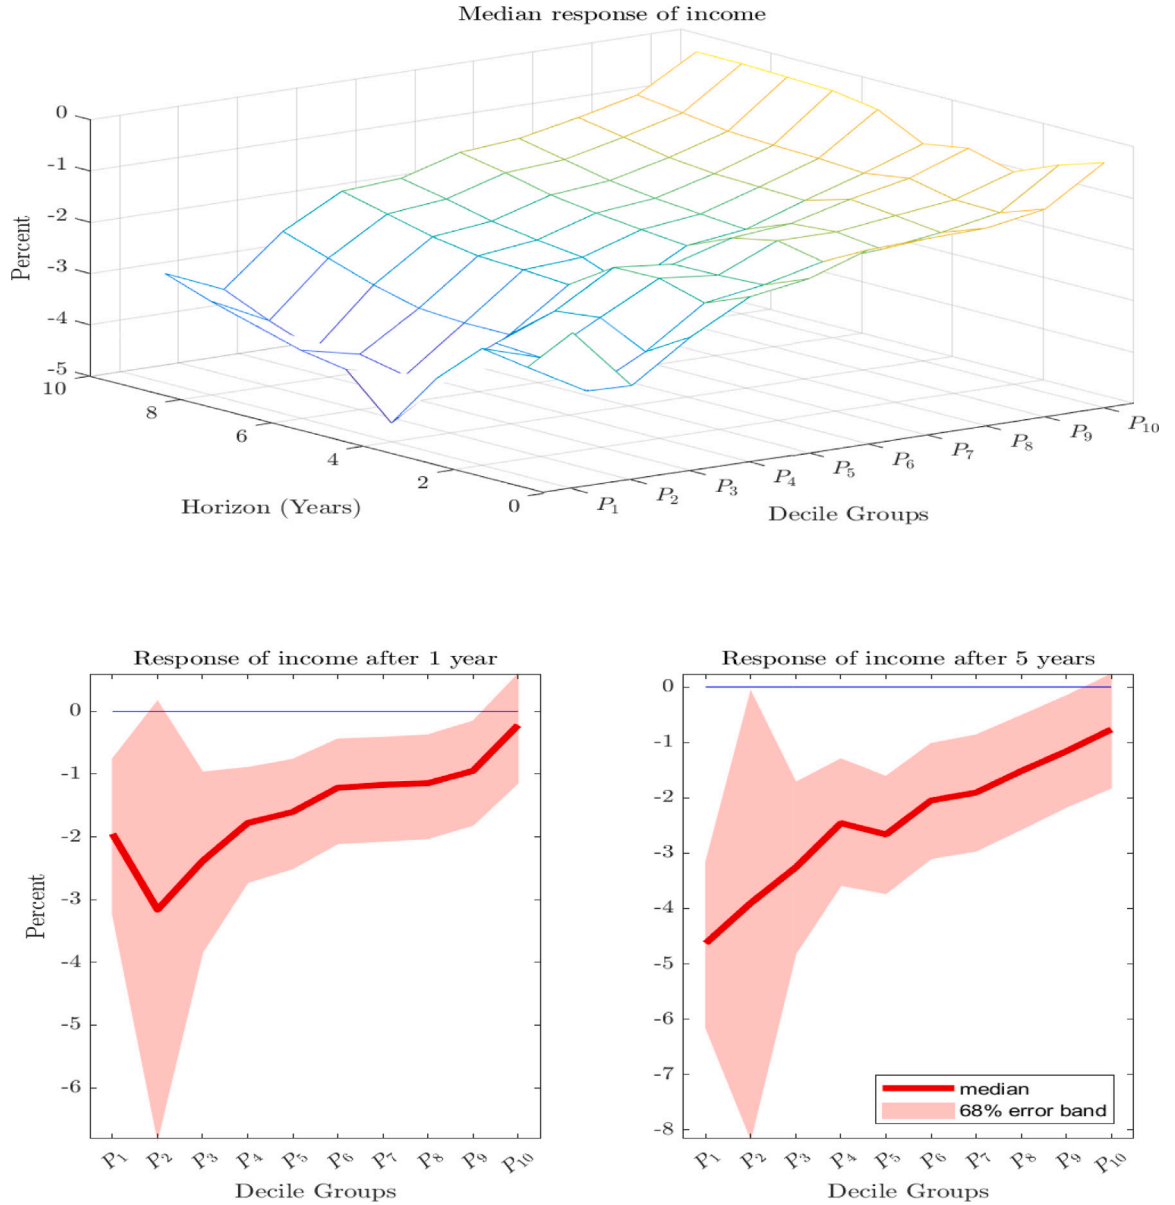 Median response of income
0
-1
-2
-3
-4
-5
Percent
10
8
6
4
2
0
Horizon (Years)
P1
P2
P3
P4
P5
P6
P7
P8
P9
P10
Decile Groups
Response of income after 1 year
0
-1
-2
-3
-4
-5
-6
Percent
P1 P2 P3 P4 P5 P6 P7 P8 P9 P10
Decile Groups
Response of income after 5 years
0
-1
-2
-3
-4
-5
-6
-7
-8
median
68% error band
P1 P2 P3 P4 P5 P6 P7 P8 P9 P10
Decile Groups